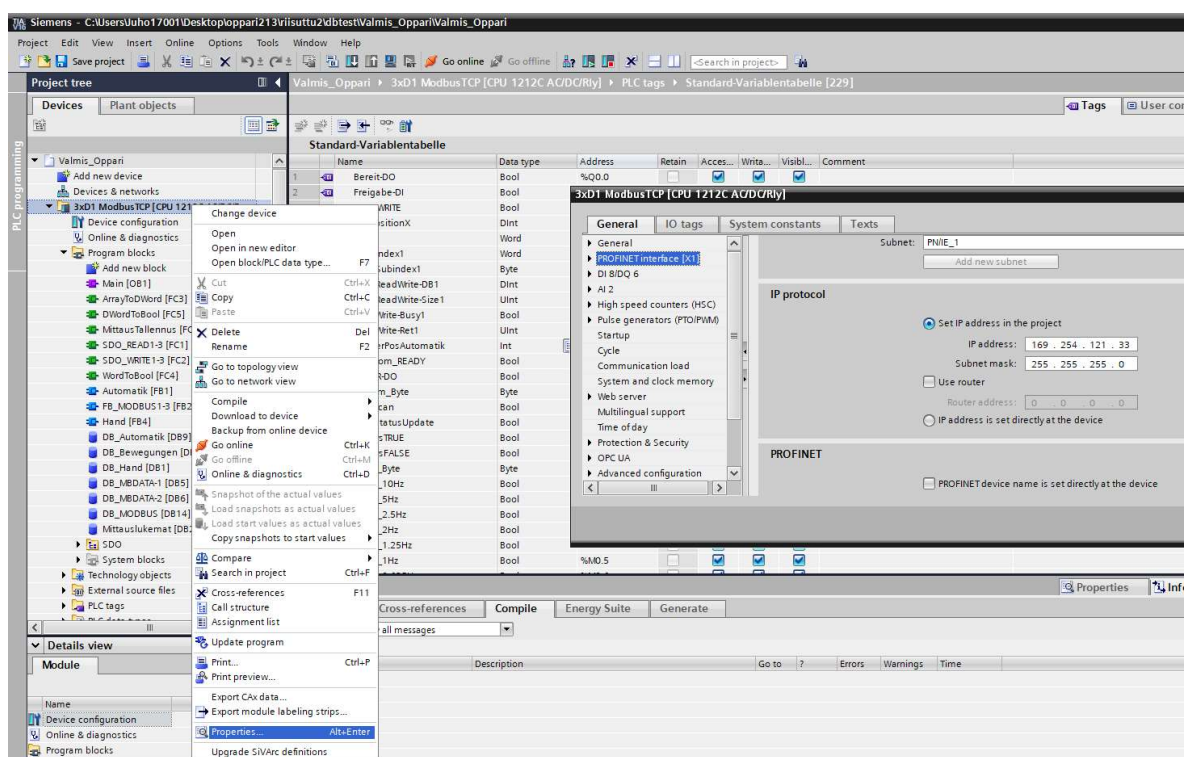 Siemens - C:\Users\Juho17001\Desktop\oppari213\riisuttu2\dbtest\Valmis_Oppari\Valmis_Oppari
Project Edit View Insert Online Options Tools Window Help
Save project Go online Go offline <Search in project>
Project tree
Valmis_Oppari 3xD1 ModbusTCP [CPU 1212C AC/DC/Rly] PLC tags Standard-Variablentabelle [229]
Devices Plant objects
Tags User con
PLC programming
Standard-Variablentabelle
Name Data type Address Retain Acces... Writa... Visibl... Comment
Valmis_Oppari
Add new device
Devices & networks
3xD1 ModbusTCP [CPU 121
Device configuration
Online & diagnostics
Program blocks
Add new block
Main [OB1]
ArrayToDWord [FC3]
DWordToBool [FC5]
MittausTallennus [FC
SDO_READ1-3 [FC1]
SDO_WRITE1-3 [FC2]
WordToBool [FC4]
Automatik [FB1]
FB_MODBUS1-3 [FB2
Hand [FB4]
DB_Automatik [DB9]
DB_Bewegungen [D
DB_Hand [DB1]
DB_MBDATA-1 [DB5]
DB_MBDATA-2 [DB6]
DB_MODBUS [DB14]
Mittauslukemat [DB
SDO
System blocks
Technology objects
External source files
PLC tags
Details view
Module
Name
Device configuration
Online & diagnostics
Program blocks
Change device
Open
Open in new editor
Open block/PLC data type... F7
Cut Ctrl+X
Copy Ctrl+C
Paste Ctrl+V
Delete Del
Rename F2
Go to topology view
Go to network view
Compile
Download to device
Backup from online device
Go online Ctrl+K
Go offline Ctrl+M
Online & diagnostics Ctrl+D
Snapshot of the actual values
Load snapshots as actual values
Load start values as actual values
Copy snapshots to start values
Compare
Search in project Ctrl+F
Cross-references F11
Call structure
Assignment list
Update program
Print... Ctrl+P
Print preview...
Export CAx data...
Export module labeling strips...
Properties... Alt+Enter
Upgrade SiVArc definitions
1 Bereit-DO Bool %Q0.0
2 Freigabe-DI Bool
WRITE Bool
sitionX DInt
Word
ndex1 Word
ubindex1 Byte
eadWrite-DB1 DInt
eadWrite-Size1 UInt
Write-Busy1 Bool
Write-Ret1 UInt
erPosAutomatik Int
om_READY Bool
R-DO Bool
m_Byte Byte
can Bool
tatusUpdate Bool
sTRUE Bool
sFALSE Bool
_Byte Byte
_10Hz Bool
_5Hz Bool
_2.5Hz Bool
_2Hz Bool
_1.25Hz Bool
_1Hz Bool %M0.5
3xD1 ModbusTCP [CPU 1212C AC/DC/Rly]
General IO tags System constants Texts
General
PROFINET interface [X1]
DI 8/DQ 6
AI 2
High speed counters (HSC)
Pulse generators (PTO/PWM)
Startup
Cycle
Communication load
System and clock memory
Web server
Multilingual support
Time of day
Protection & Security
OPC UA
Advanced configuration
Subnet: PN/IE_1
Add new subnet
IP protocol
Set IP address in the project
IP address: 169 . 254 . 121 . 33
Subnet mask: 255 . 255 . 255 . 0
Use router
Router address: 0 . 0 . 0 . 0
IP address is set directly at the device
PROFINET
PROFINET device name is set directly at the device
Properties Info
Cross-references Compile Energy Suite Generate
all messages
Description Go to ? Errors Warnings Time